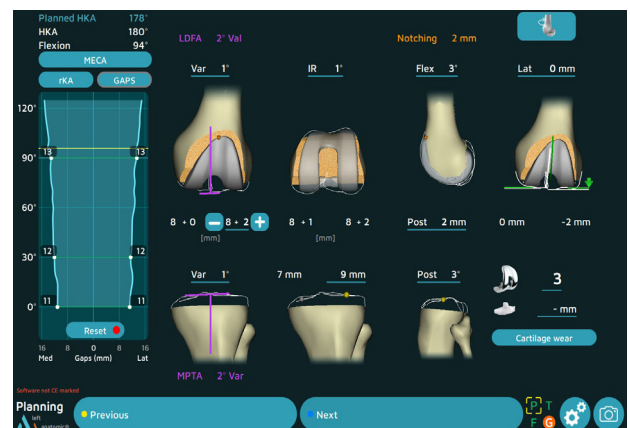 Planned HKA 178°
HKA 180°
Flexion 94°
MECA
rKA GAPS
LDFA 2° Val
Notching 2 mm
Var 1°
IR 1°
Flex 3°
Lat 0 mm
120°
90°
60°
30°
0°
13 13
12 12
11 11
Reset
16 8 0 8 16
Med Gaps (mm) Lat
8 + 0 − 8 + 2 +
[mm]
8 + 1 8 + 2
[mm]
Post 2 mm
0 mm -2 mm
Var 1°
7 mm 9 mm
Post 3°
3
- mm
Cartilage wear
MPTA 2° Var
Software not CE marked
Planning
left
anatomic®
Previous
Next
P T
F G